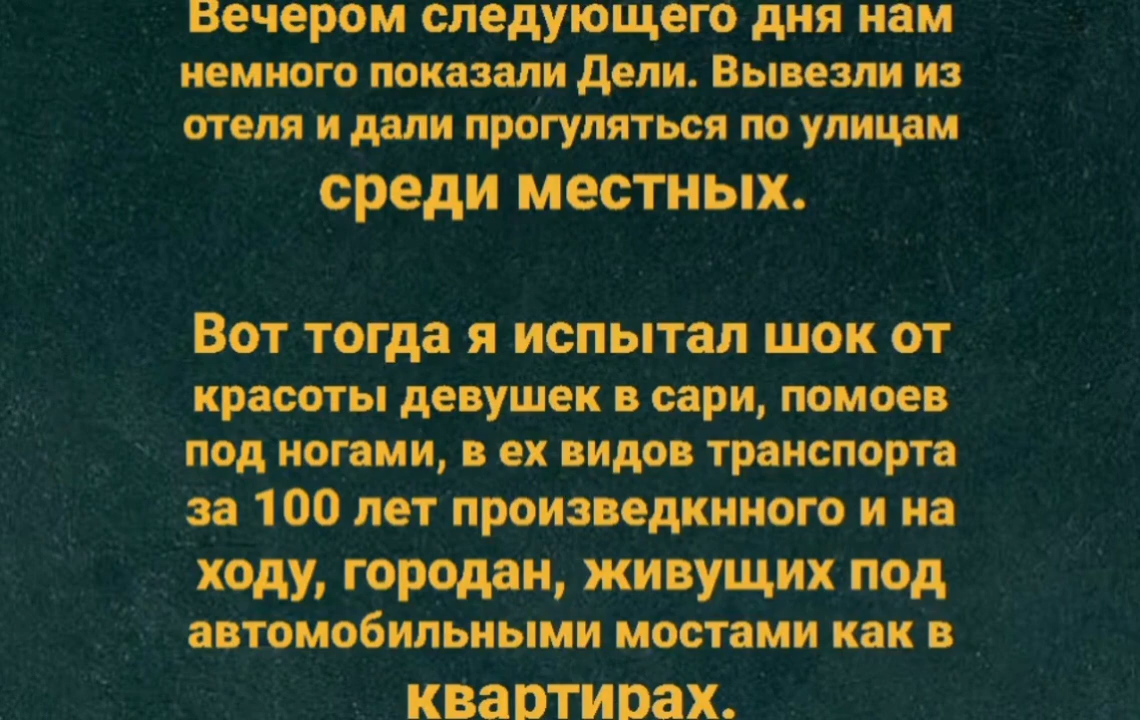 Вечером следующего дня нам
немного показали Дели. Вывезли из
отеля и дали прогуляться по улицам
среди местных.
Вот тогда я испытал шок от
красоты девушек в сари, помоев
под ногами, в ех видов транспорта
за 100 лет произведкнного и на
ходу, городан, живущих под
автомобильными мостами как в
квартирах.